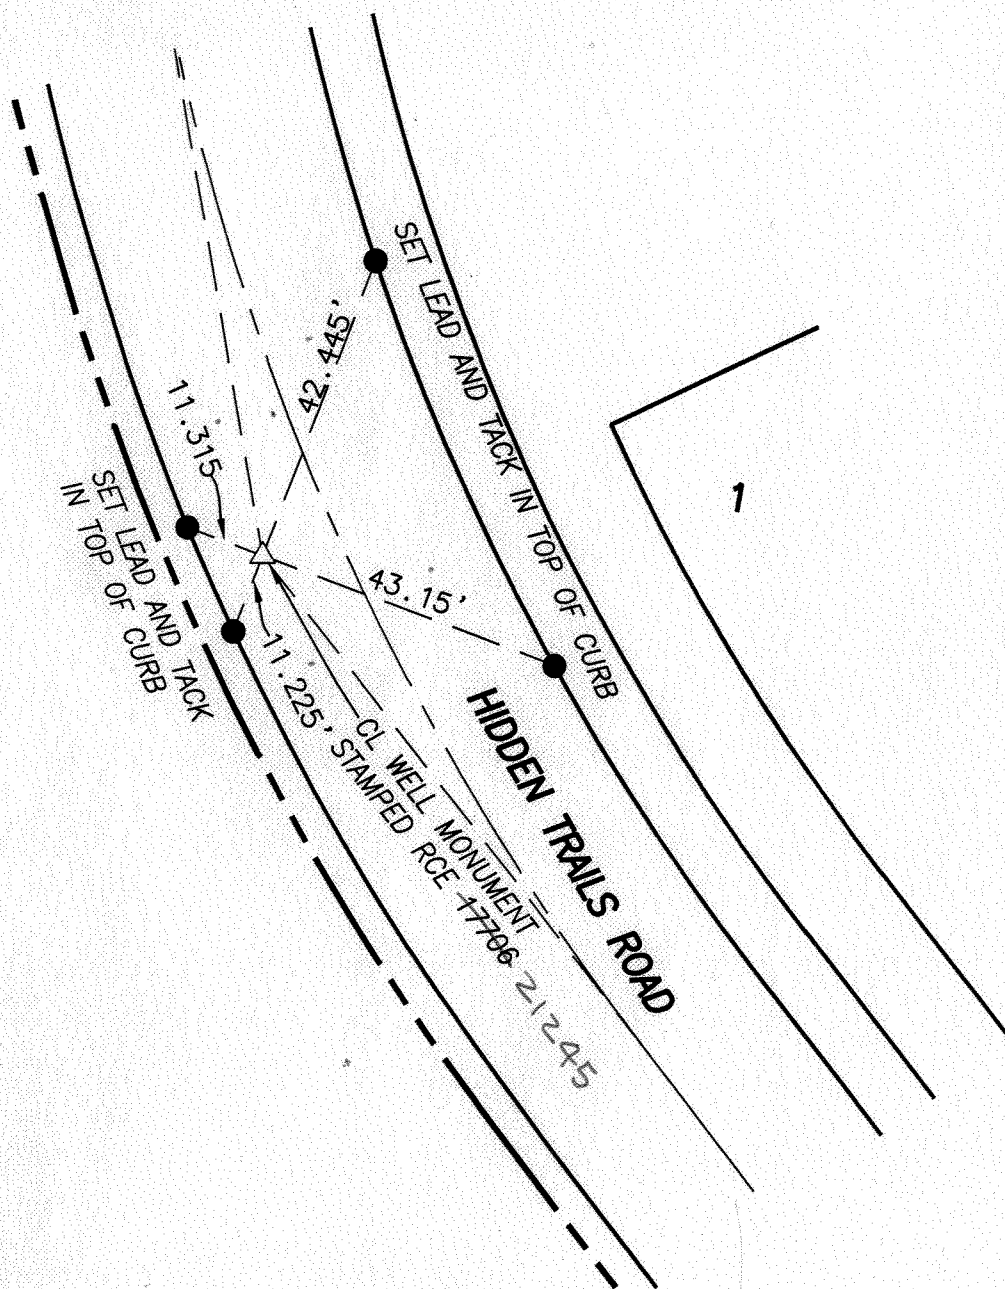 SET LEAD AND TACK IN TOP OF CURB
42.445'
11.315
SET LEAD AND TACK
IN TOP OF CURB
1
43.15'
11.225'
CL WELL MONUMENT
STAMPED RCE 17706 21245
HIDDEN TRAILS ROAD